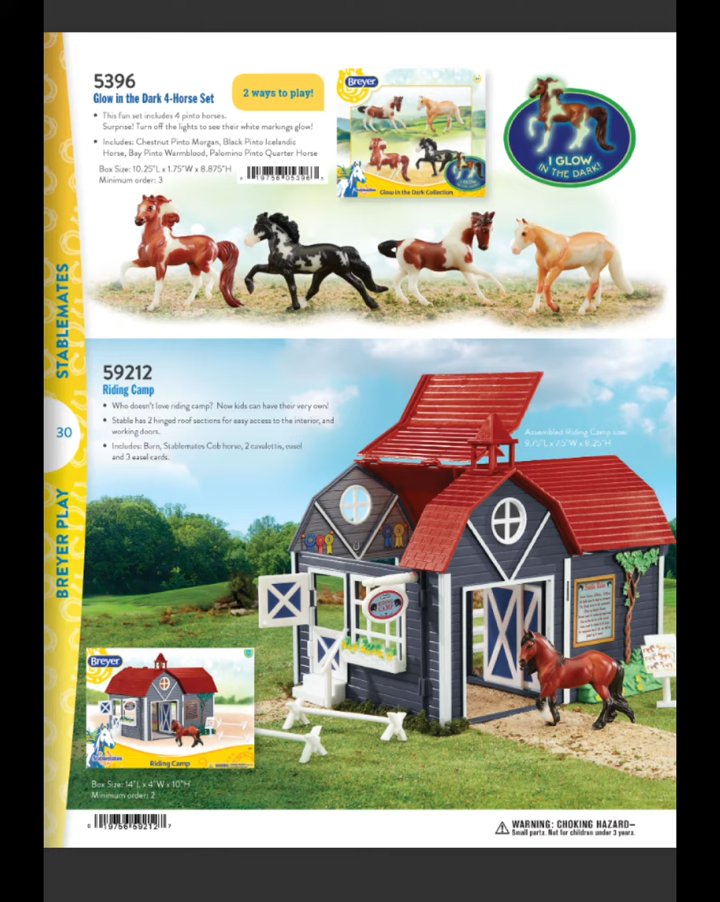 5396
Glow in the Dark 4-Horse Set
2 ways to play!
• This fun set includes 4 pinto horses.
Surprise! Turn off the lights to see their white markings glow!
• Includes: Chestnut Pinto Morgan, Black Pinto Icelandic
Horse, Bay Pinto Warmblood, Palomino Pinto Quarter Horse
Box Size: 10.25"L x 1.75"W x 8.875"H
Minimum order: 3
Breyer
Glow in the Dark Collection
I GLOW
IN THE DARK!
STABLEMATES
30
BREYER PLAY
59212
Riding Camp
• Who doesn't love riding camp? Now kids can have their very own!
• Stable has 2 hinged roof sections for easy access to the interior, and
working doors.
• Includes: Barn, Stablemates Cob horse, 2 cavalettis, easel
and 3 easel cards.
Assembled Riding Camp size:
Breyer
Stablemates
Riding Camp
Box Size: 14"L x 4"W x 10"H
Minimum order: 2
0 19756 59212 7
WARNING: CHOKING HAZARD—
Small parts. Not for children under 3 years.